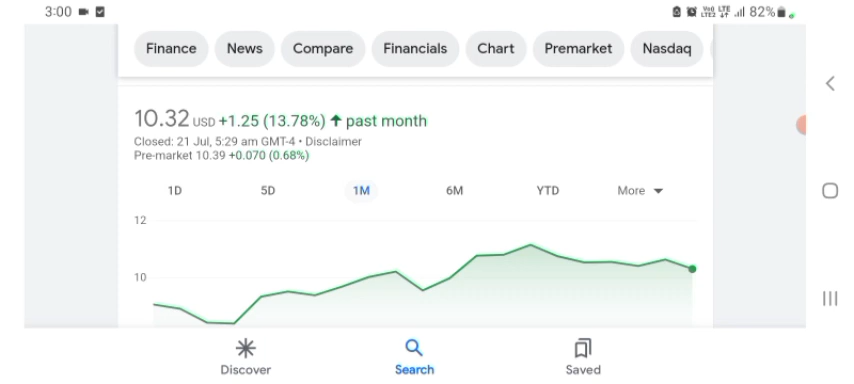 3:00 82%
Finance News Compare Financials Chart Premarket Nasdaq
10.32 USD +1.25 (13.78%) past month
Closed: 21 Jul, 5:29 am GMT-4 • Disclaimer
Pre-market 10.39 +0.070 (0.68%)
1D 5D 1M 6M YTD More
12
10
Discover Search Saved